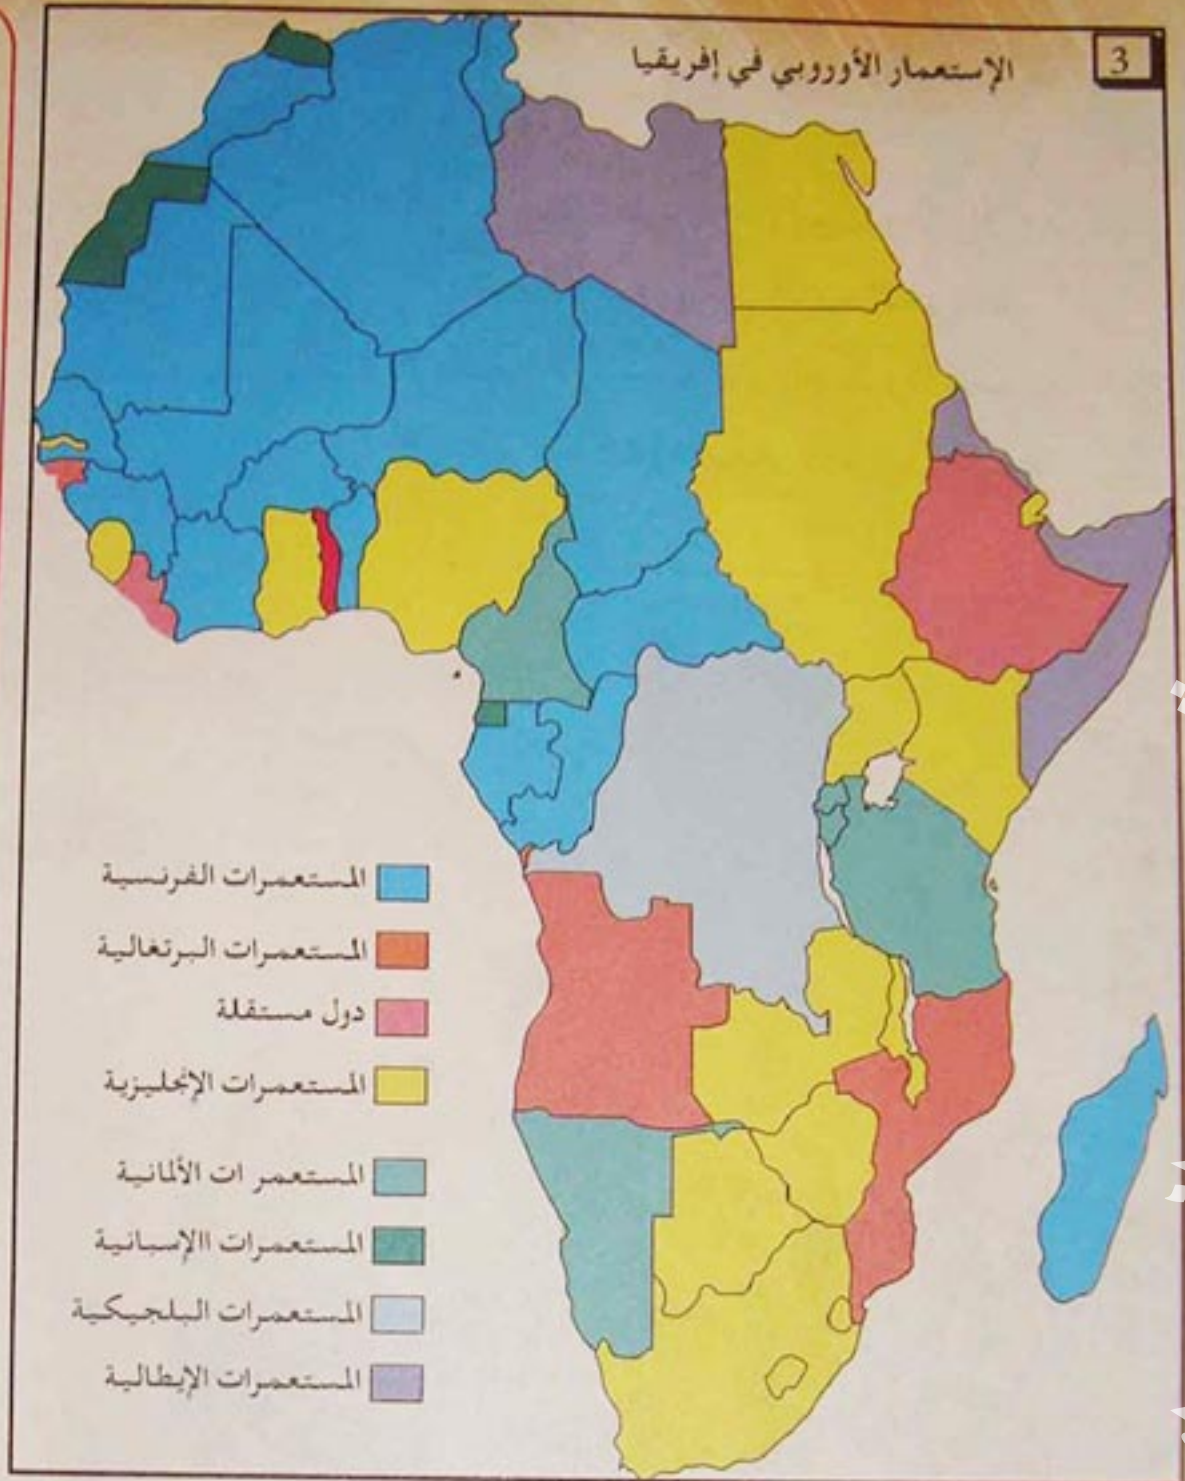 3
الإستعمار الأوروبي في إفريقيا
المستعمرات الفرنسية
المستعمرات البرتغالية
دول مستقلة
المستعمرات الإنجليزية
المستعمر ات الألمانية
المستعمرات االإسبانية
المستعمرات البلجيكية
المستعمرات الإيطالية